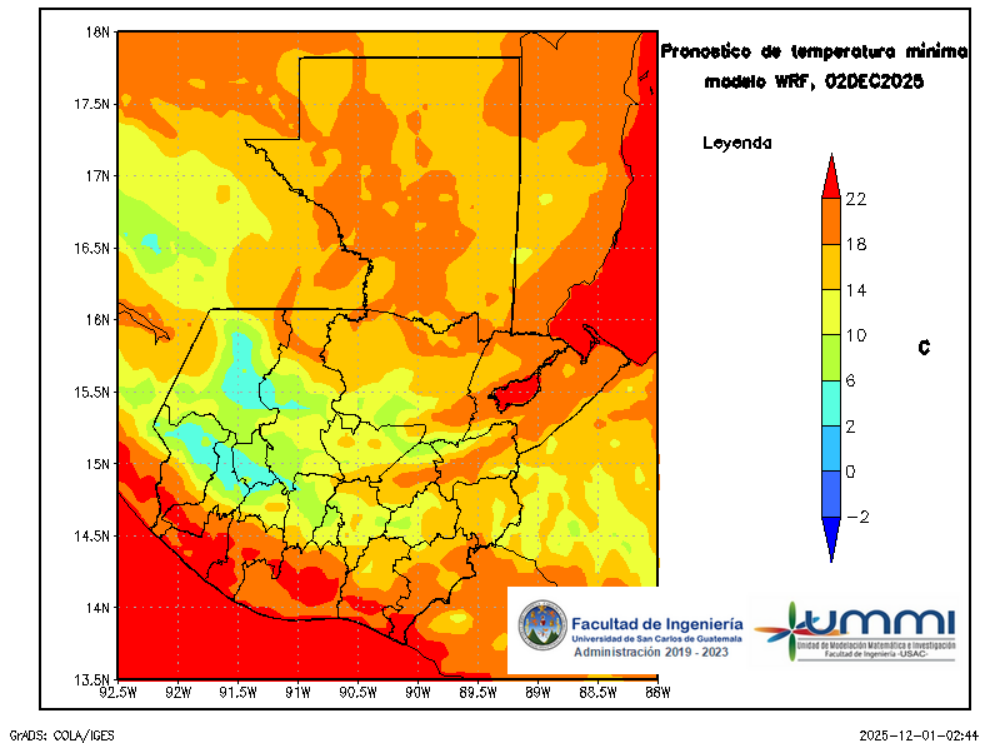 Pronostico de temperatura minima
modelo WRF, 02DEC2025
Leyenda
22
18
14
10
6
2
0
−2
C
18N
17.5N
17N
16.5N
16N
15.5N
15N
14.5N
14N
13.5N
92.5W 92W 91.5W 91W 90.5W 90W 89.5W 89W 88.5W 88W
Facultad de Ingeniería
Universidad de San Carlos de Guatemala
Administración 2019 - 2023
ummi
Unidad de Modelación Matemática e Investigación
Facultad de Ingeniería -USAC-
GrADS: COLA/IGES
2025-12-01-02:44